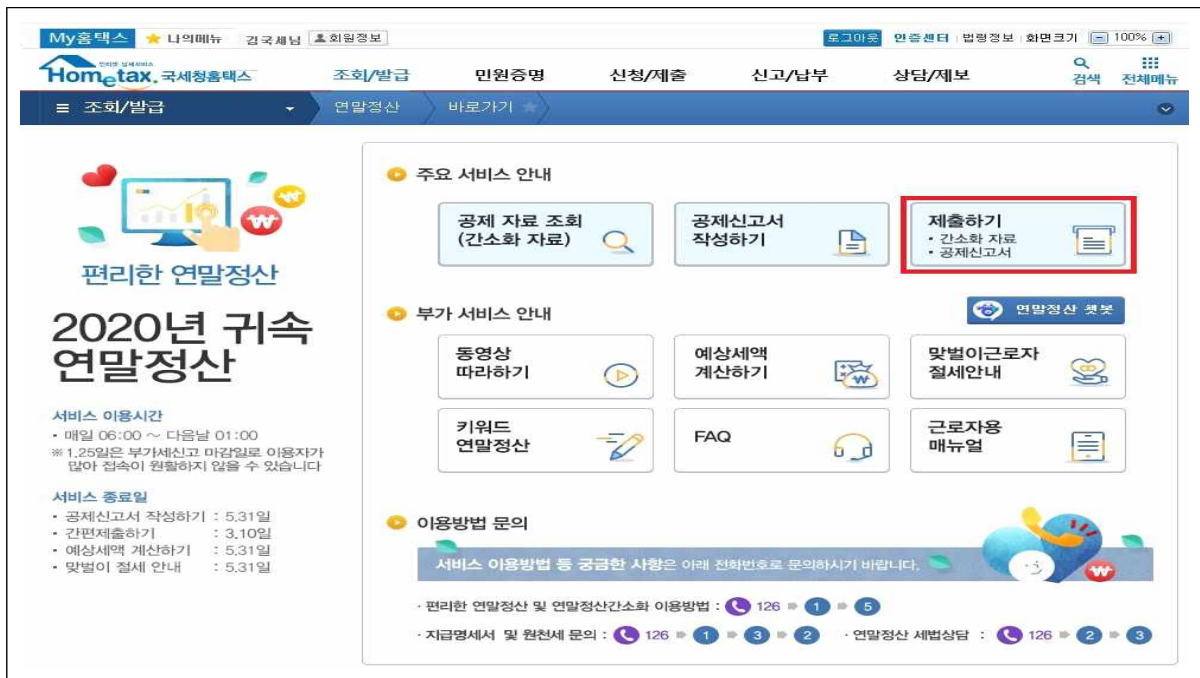 My홈택스 나의메뉴 김국세님 회원정보 로그아웃 인증센터 법령정보 화면크기 100%
Hometax. 국세청홈택스 조회/발급 민원증명 신청/제출 신고/납부 상담/제보 검색 전체메뉴
조회/발급 연말정산 바로가기
편리한 연말정산
2020년 귀속
연말정산
서비스 이용시간
• 매일 06:00 ~ 다음날 01:00
※ 1.25일은 부가세신고 마감일로 이용자가
많아 접속이 원활하지 않을 수 있습니다
서비스 종료일
• 공제신고서 작성하기 : 5.31일
• 간편제출하기 : 3.10일
• 예상세액 계산하기 : 5.31일
• 맞벌이 절세 안내 : 5.31일
주요 서비스 안내
공제 자료 조회
(간소화 자료)
공제신고서
작성하기
제출하기
• 간소화 자료
• 공제신고서
부가 서비스 안내
연말정산 챗봇
동영상
따라하기
예상세액
계산하기
맞벌이근로자
절세안내
키워드
연말정산
FAQ
근로자용
매뉴얼
이용방법 문의
서비스 이용방법 등 궁금한 사항은 아래 전화번호로 문의하시기 바랍니다.
· 편리한 연말정산 및 연말정산간소화 이용방법 : 126 1 5
· 지급명세서 및 원천세 문의 : 126 1 3 2 · 연말정산 세법상담 : 126 2 3